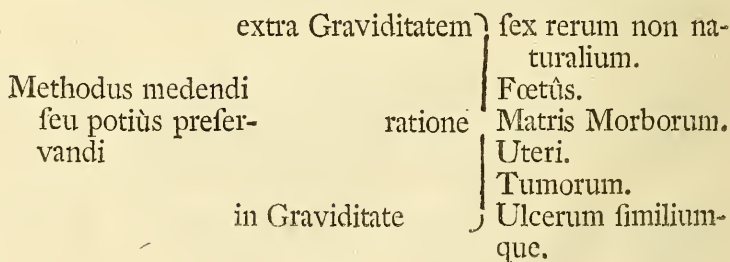 extra Graviditatem ſex rerum non na-
turalium.
Methodus medendi
ſeu potiùs preſer-
vandi
Fœtûs.
ratione Matris Morborum.
Uteri.
Tumorum.
in Graviditate Ulcerum ſimilium-
que.